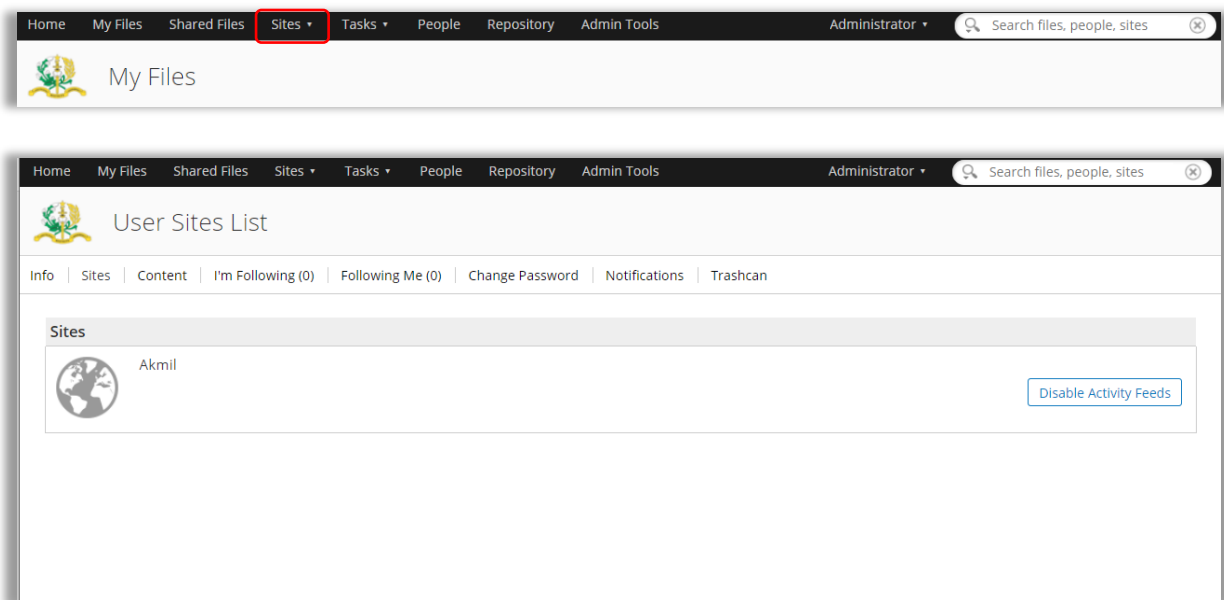 Home My Files Shared Files Sites ▾ Tasks ▾ People Repository Admin Tools Administrator ▾ Search files, people, sites
My Files
Home My Files Shared Files Sites ▾ Tasks ▾ People Repository Admin Tools Administrator ▾ Search files, people, sites
User Sites List
Info Sites Content I'm Following (0) Following Me (0) Change Password Notifications Trashcan
Sites
Akmil
Disable Activity Feeds